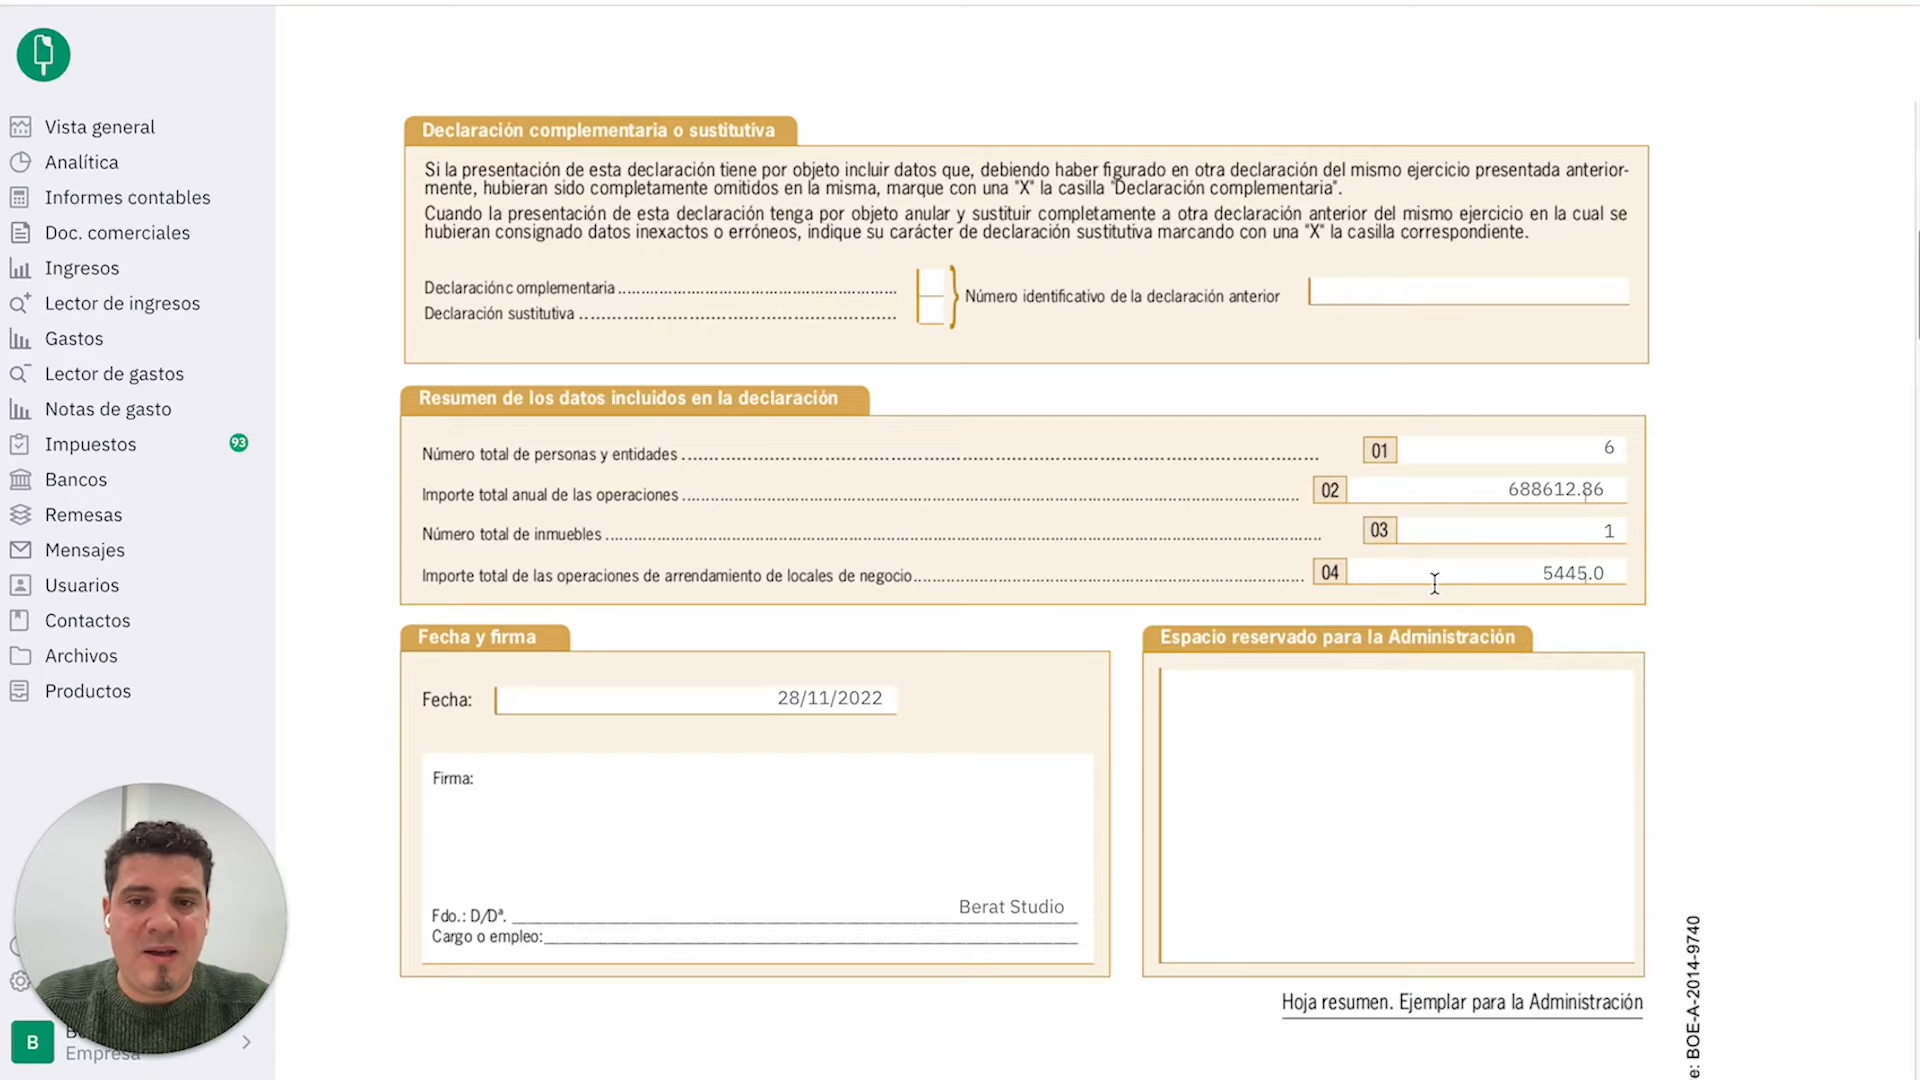 Vista general
Analítica
Informes contables
Doc. comerciales
Ingresos
Lector de ingresos
Gastos
Lector de gastos
Notas de gasto
Impuestos 93
Bancos
Remesas
Mensajes
Usuarios
Contactos
Archivos
Productos
B
Empresa
Declaración complementaria o sustitutiva
Si la presentación de esta declaración tiene por objeto incluir datos que, debiendo haber figurado en otra declaración del mismo ejercicio presentada anterior-
mente, hubieran sido completamente omitidos en la misma, marque con una "X" la casilla "Declaración complementaria".
Cuando la presentación de esta declaración tenga por objeto anular y sustituir completamente a otra declaración anterior del mismo ejercicio en la cual se
hubieran consignado datos inexactos o erróneos, indique su carácter de declaración sustitutiva marcando con una "X" la casilla correspondiente.
Declaraciónc omplementaria
Declaración sustitutiva
Número identificativo de la declaración anterior
Resumen de los datos incluidos en la declaración
Número total de personas y entidades 01 6
Importe total anual de las operaciones 02 688612.86
Número total de inmuebles 03 1
Importe total de las operaciones de arrendamiento de locales de negocio 04 5445.0
Fecha y firma
Fecha: 28/11/2022
Firma:
Fdo.: D/Dª. Berat Studio
Cargo o empleo:
Espacio reservado para la Administración
Hoja resumen. Ejemplar para la Administración
e: BOE-A-2014-9740